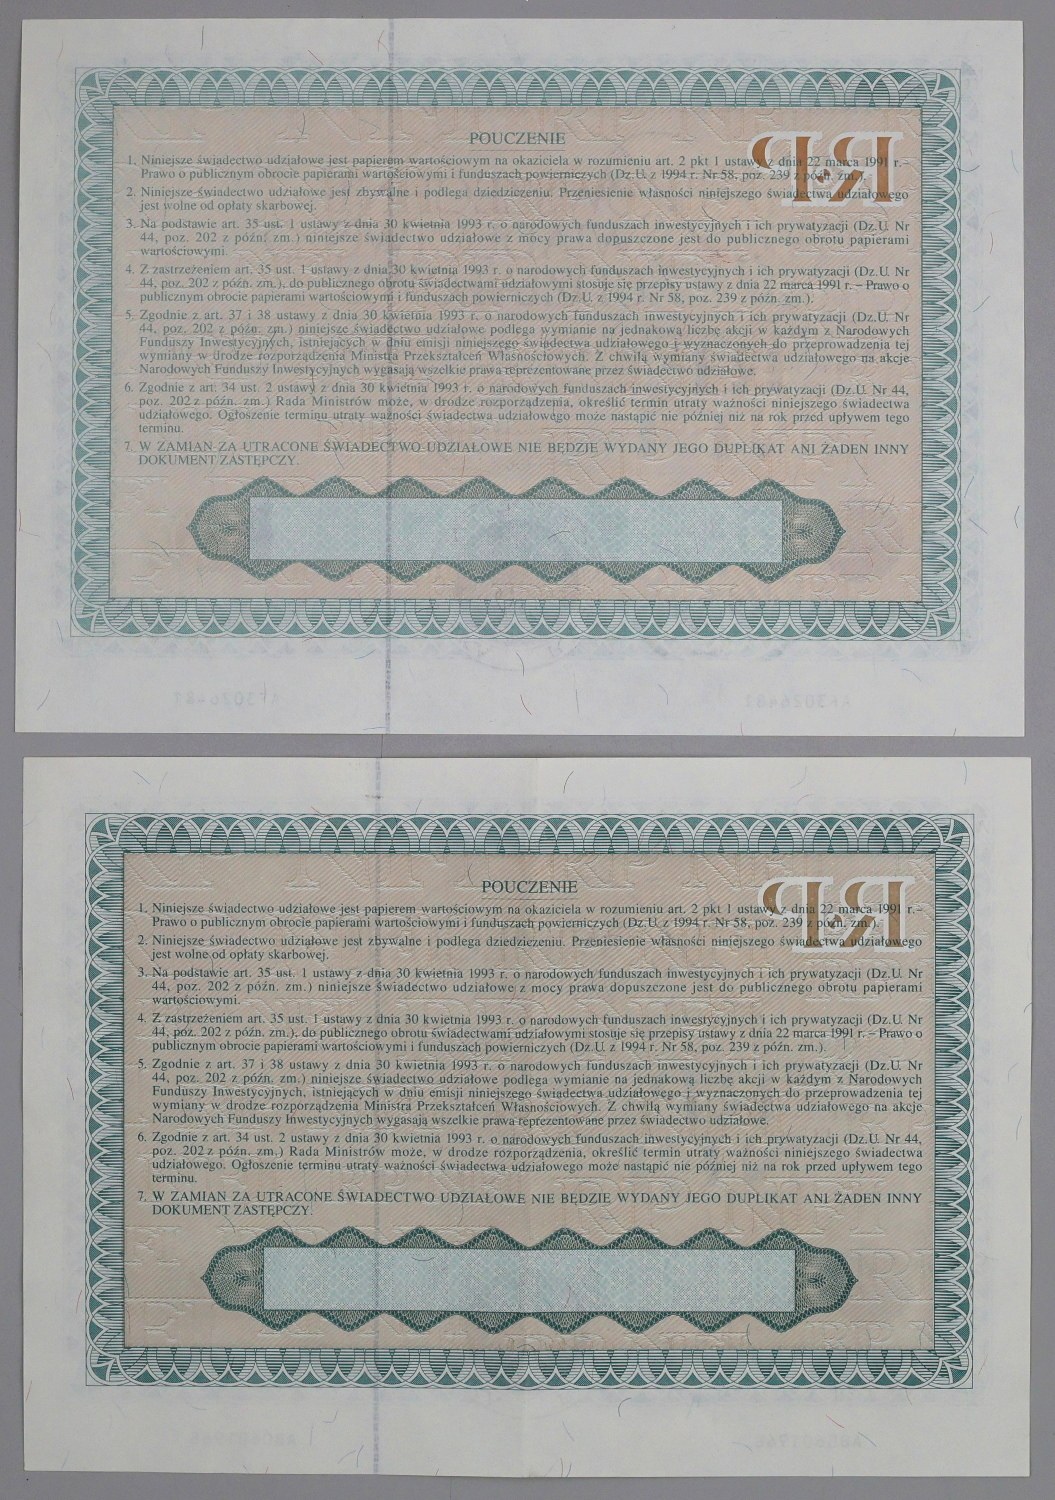 POUCZENIE
1. Niniejsze świadectwo udziałowe jest papierem wartościowym na okaziciela w rozumieniu art. 2 pkt 1 ustawy z dnia 22 marca 1991 r. –
Prawo o publicznym obrocie papierami wartościowymi i funduszach powierniczych (Dz.U. z 1994 r. Nr 58, poz. 239 z późn. zm.).
2. Niniejsze świadectwo udziałowe jest zbywalne i podlega dziedziczeniu. Przeniesienie własności niniejszego świadectwa udziałowego
jest wolne od opłaty skarbowej.
3. Na podstawie art. 35 ust. 1 ustawy z dnia 30 kwietnia 1993 r. o narodowych funduszach inwestycyjnych i ich prywatyzacji (Dz.U. Nr
44, poz. 202 z późn. zm.) niniejsze świadectwo udziałowe z mocy prawa dopuszczone jest do publicznego obrotu papierami
wartościowymi.
4. Z zastrzeżeniem art. 35 ust. 1 ustawy z dnia 30 kwietnia 1993 r. o narodowych funduszach inwestycyjnych i ich prywatyzacji (Dz.U. Nr
44, poz. 202 z późn. zm.), do publicznego obrotu świadectwami udziałowymi stosuje się przepisy ustawy z dnia 22 marca 1991 r. – Prawo o
publicznym obrocie papierami wartościowymi i funduszach powierniczych (Dz.U. z 1994 r. Nr 58, poz. 239 z późn. zm.).
5. Zgodnie z art. 37 i 38 ustawy z dnia 30 kwietnia 1993 r. o narodowych funduszach inwestycyjnych i ich prywatyzacji (Dz.U. Nr
44, poz. 202 z późn. zm.) niniejsze świadectwo udziałowe podlega wymianie na jednakową liczbę akcji w każdym z Narodowych
Funduszy Inwestycyjnych, istniejących w dniu emisji niniejszego świadectwa udziałowego i wyznaczonych do przeprowadzenia tej
wymiany w drodze rozporządzenia Ministra Przekształceń Własnościowych. Z chwilą wymiany świadectwa udziałowego na akcje
Narodowych Funduszy Inwestycyjnych wygasają wszelkie prawa reprezentowane przez świadectwo udziałowe.
6. Zgodnie z art. 34 ust. 2 ustawy z dnia 30 kwietnia 1993 r. o narodowych funduszach inwestycyjnych i ich prywatyzacji (Dz.U. Nr 44,
poz. 202 z późn. zm.) Rada Ministrów może, w drodze rozporządzenia, określić termin utraty ważności niniejszego świadectwa
udziałowego. Ogłoszenie terminu utraty ważności świadectwa udziałowego może nastąpić nie później niż na rok przed upływem tego
terminu.
7. W ZAMIAN ZA UTRACONE ŚWIADECTWO UDZIAŁOWE NIE BĘDZIE WYDANY JEGO DUPLIKAT ANI ŻADEN INNY
DOKUMENT ZASTĘPCZY.
POUCZENIE
1. Niniejsze świadectwo udziałowe jest papierem wartościowym na okaziciela w rozumieniu art. 2 pkt 1 ustawy z dnia 22 marca 1991 r. –
Prawo o publicznym obrocie papierami wartościowymi i funduszach powierniczych (Dz.U. z 1994 r. Nr 58, poz. 239 z późn. zm.).
2. Niniejsze świadectwo udziałowe jest zbywalne i podlega dziedziczeniu. Przeniesienie własności niniejszego świadectwa udziałowego
jest wolne od opłaty skarbowej.
3. Na podstawie art. 35 ust. 1 ustawy z dnia 30 kwietnia 1993 r. o narodowych funduszach inwestycyjnych i ich prywatyzacji (Dz.U. Nr
44, poz. 202 z późn. zm.) niniejsze świadectwo udziałowe z mocy prawa dopuszczone jest do publicznego obrotu papierami
wartościowymi.
4. Z zastrzeżeniem art. 35 ust. 1 ustawy z dnia 30 kwietnia 1993 r. o narodowych funduszach inwestycyjnych i ich prywatyzacji (Dz.U. Nr
44, poz. 202 z późn. zm.), do publicznego obrotu świadectwami udziałowymi stosuje się przepisy ustawy z dnia 22 marca 1991 r. – Prawo o
publicznym obrocie papierami wartościowymi i funduszach powierniczych (Dz.U. z 1994 r. Nr 58, poz. 239 z późn. zm.).
5. Zgodnie z art. 37 i 38 ustawy z dnia 30 kwietnia 1993 r. o narodowych funduszach inwestycyjnych i ich prywatyzacji (Dz.U. Nr
44, poz. 202 z późn. zm.) niniejsze świadectwo udziałowe podlega wymianie na jednakową liczbę akcji w każdym z Narodowych
Funduszy Inwestycyjnych, istniejących w dniu emisji niniejszego świadectwa udziałowego i wyznaczonych do przeprowadzenia tej
wymiany w drodze rozporządzenia Ministra Przekształceń Własnościowych. Z chwilą wymiany świadectwa udziałowego na akcje
Narodowych Funduszy Inwestycyjnych wygasają wszelkie prawa reprezentowane przez świadectwo udziałowe.
6. Zgodnie z art. 34 ust. 2 ustawy z dnia 30 kwietnia 1993 r. o narodowych funduszach inwestycyjnych i ich prywatyzacji (Dz.U. Nr 44,
poz. 202 z późn. zm.) Rada Ministrów może, w drodze rozporządzenia, określić termin utraty ważności niniejszego świadectwa
udziałowego. Ogłoszenie terminu utraty ważności świadectwa udziałowego może nastąpić nie później niż na rok przed upływem tego
terminu.
7. W ZAMIAN ZA UTRACONE ŚWIADECTWO UDZIAŁOWE NIE BĘDZIE WYDANY JEGO DUPLIKAT ANI ŻADEN INNY
DOKUMENT ZASTĘPCZY.